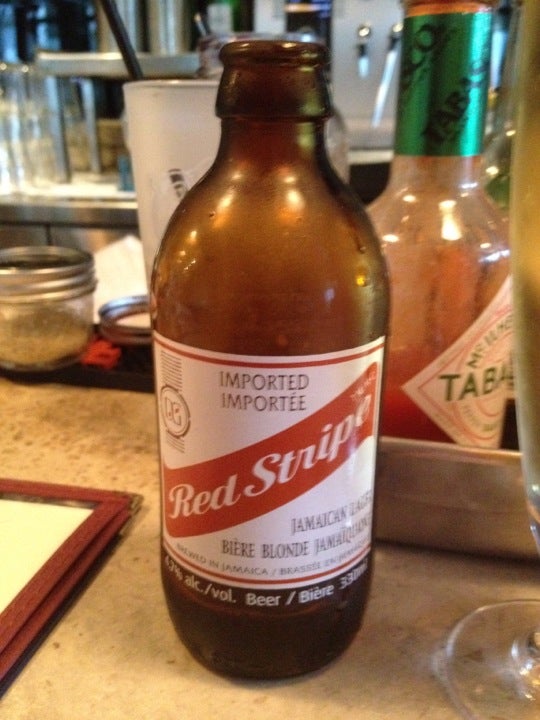 IMPORTED
IMPORTÉE
Red Stripe
JAMAICAN LAGER
BIÈRE BLONDE JAMAÏQUAINE
BREWED IN JAMAICA / BRASSÉE EN JAMAÏQUE
4.7% alc./vol. Beer / Bière 330ml
TABASCO
TABA